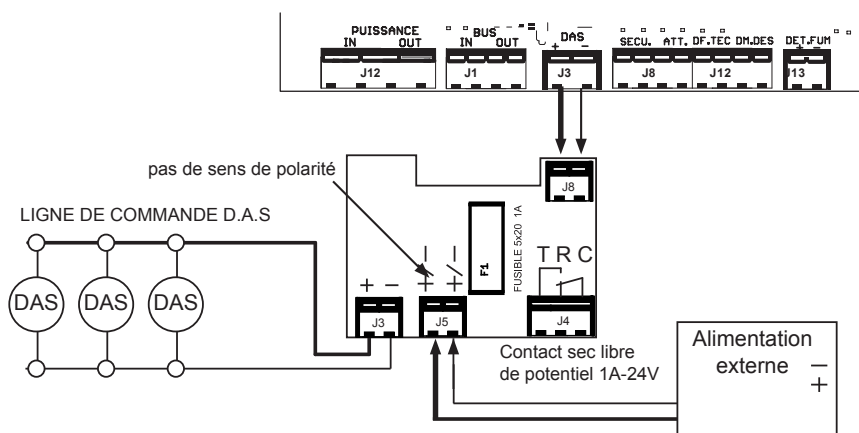 PUISSANCE
IN OUT
J12
BUS
IN OUT
J1
DAS
+ −
J3
SECU. ATT. DF.TEC DM.DES
J8 J12
DET.FUM
+ −
J13
pas de sens de polarité
J8
LIGNE DE COMMANDE D.A.S
FUSIBLE 5x20 1A
F1
T R C
DAS DAS DAS
+ −
J3
+/− +/−
J5
J4
Contact sec libre
de potentiel 1A-24V
Alimentation
externe
−
+